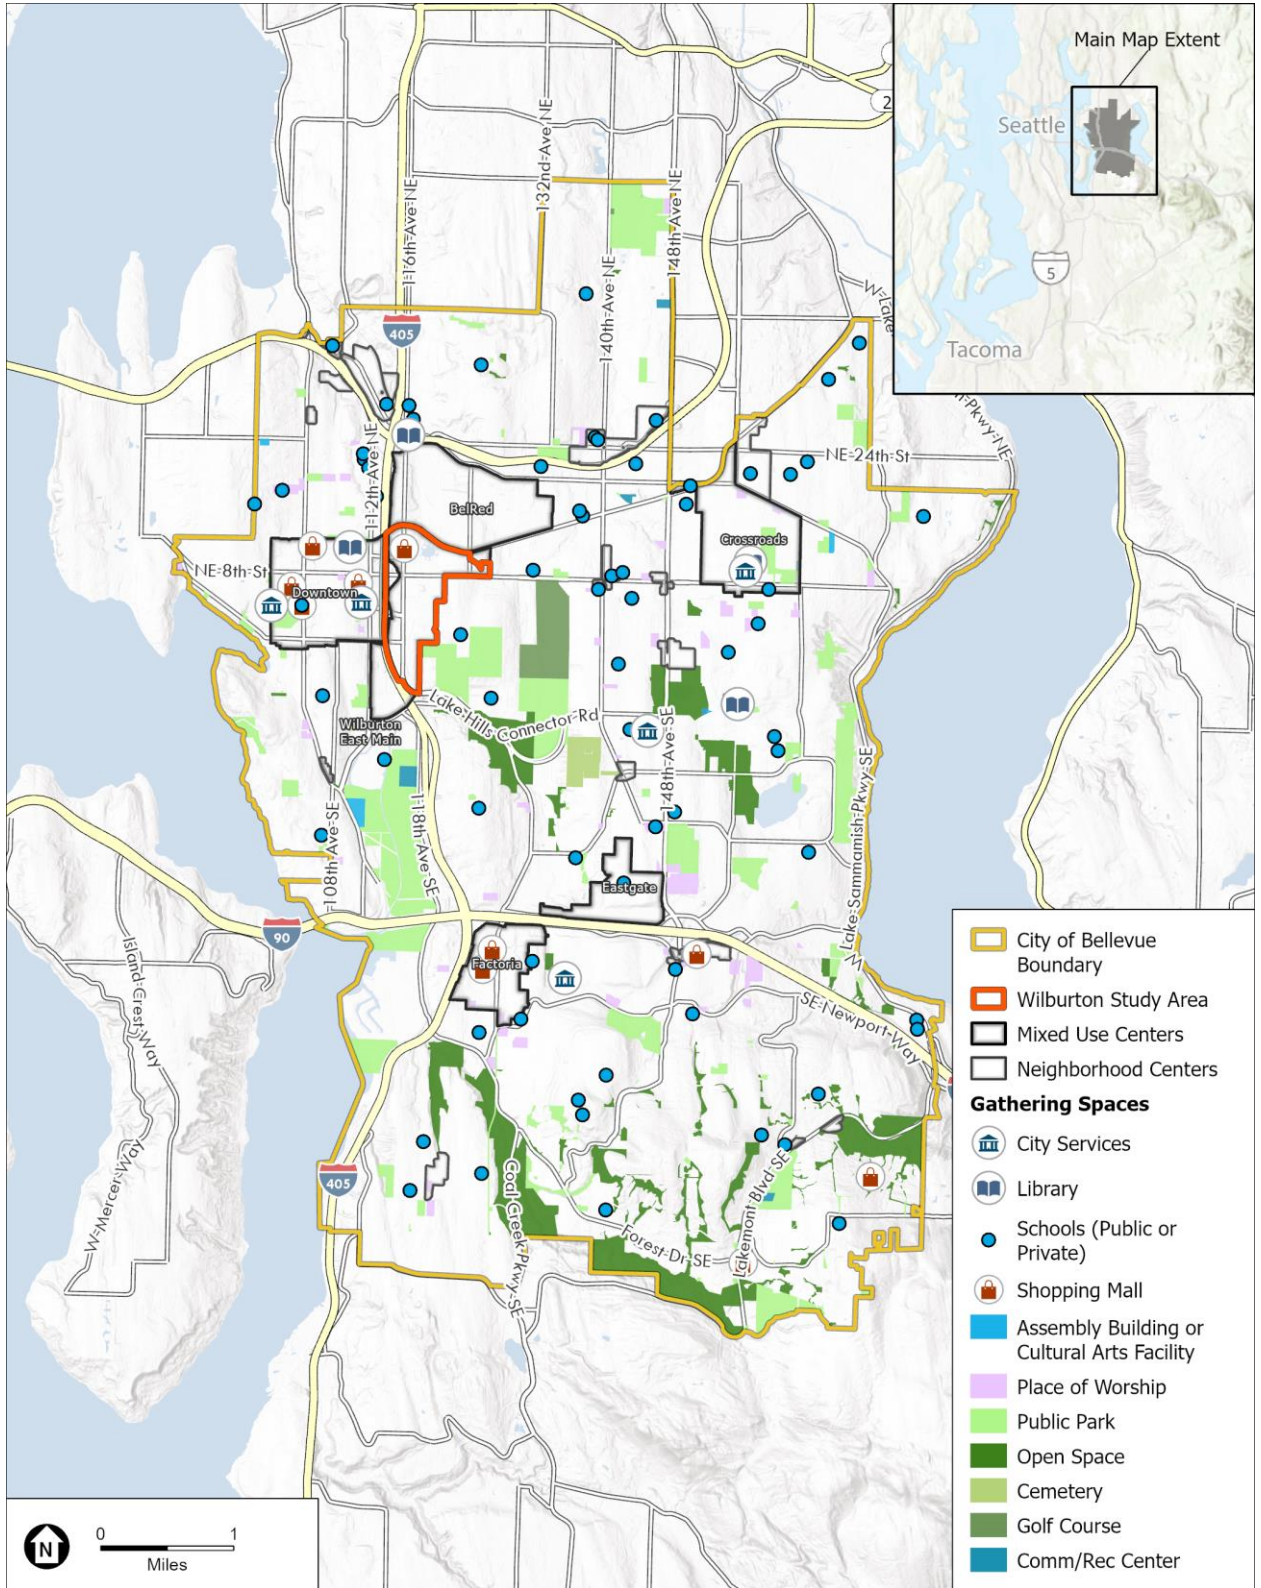 Main Map Extent
Seattle
5
Tacoma
2
132nd-Ave-NE
116th-Ave-NE
148th-Ave-NE
140th-Ave-NE
W-Lake
405
-Pkwy-NE
112th-Ave-NE
NE-24th-St
BelRed
Crossroads
NE-8th-St
Downtown
Lake-Hills-Connector-Rd
Wilburton
East Main
148th-Ave-SE
118th-Ave-SE
108th-Ave-SE
Lake-Sammamish-Pkwy-SE
W
Eastgate
90
Factoria
Island-Crest-Way
SE-Newport-Way
W-Mercer-Way
405
Coal-Creek-Pkwy-SE
Forest-Dr-SE
Lakemont-Blvd-SE
City of Bellevue
Boundary
Wilburton Study Area
Mixed Use Centers
Neighborhood Centers
Gathering Spaces
City Services
Library
Schools (Public or
Private)
Shopping Mall
Assembly Building or
Cultural Arts Facility
Place of Worship
Public Park
Open Space
Cemetery
Golf Course
Comm/Rec Center
N
0 1
Miles